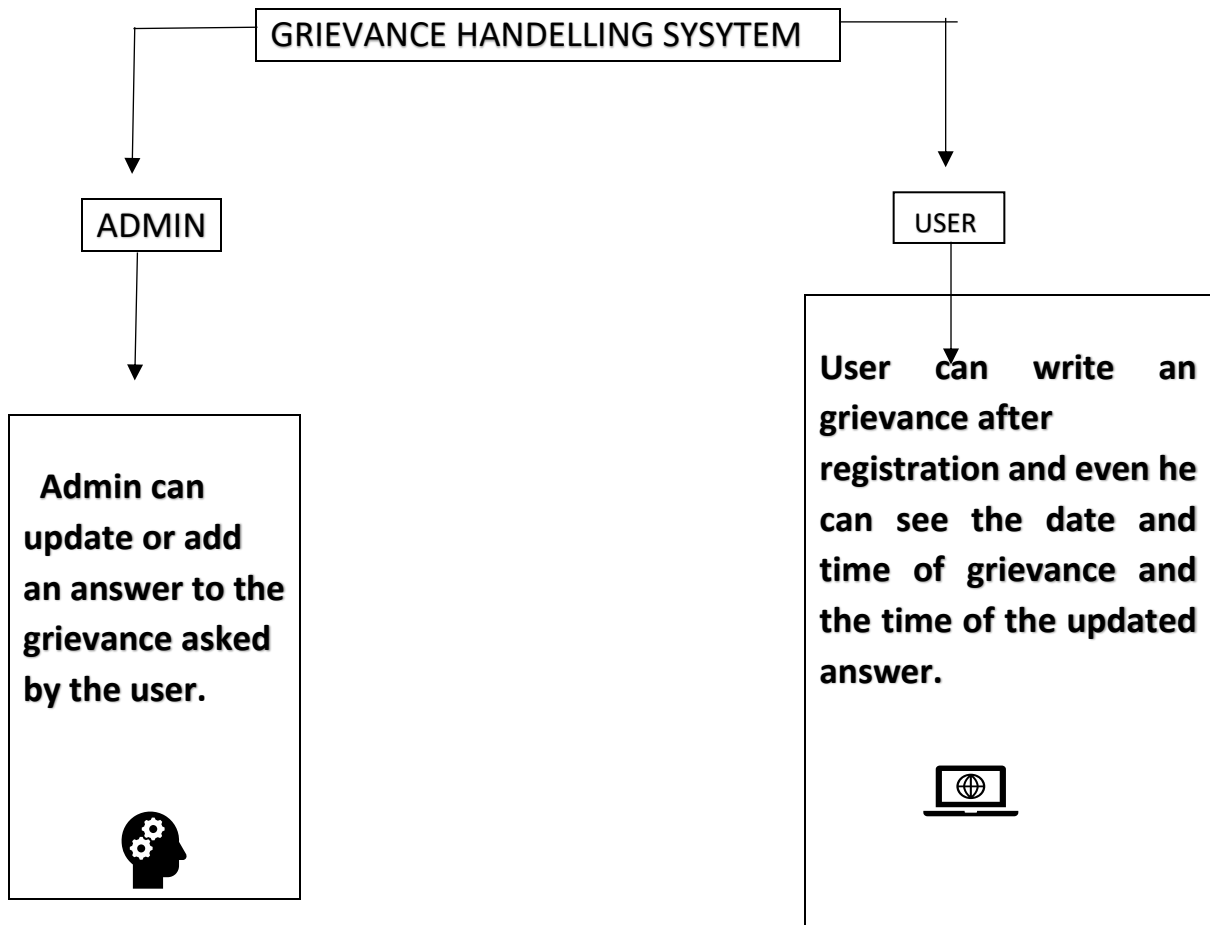 GRIEVANCE HANDELLING SYSYTEM
ADMIN
USER
Admin can
update or add
an answer to the
grievance asked
by the user.
User can write an
grievance after
registration and even he
can see the date and
time of grievance and
the time of the updated
answer.